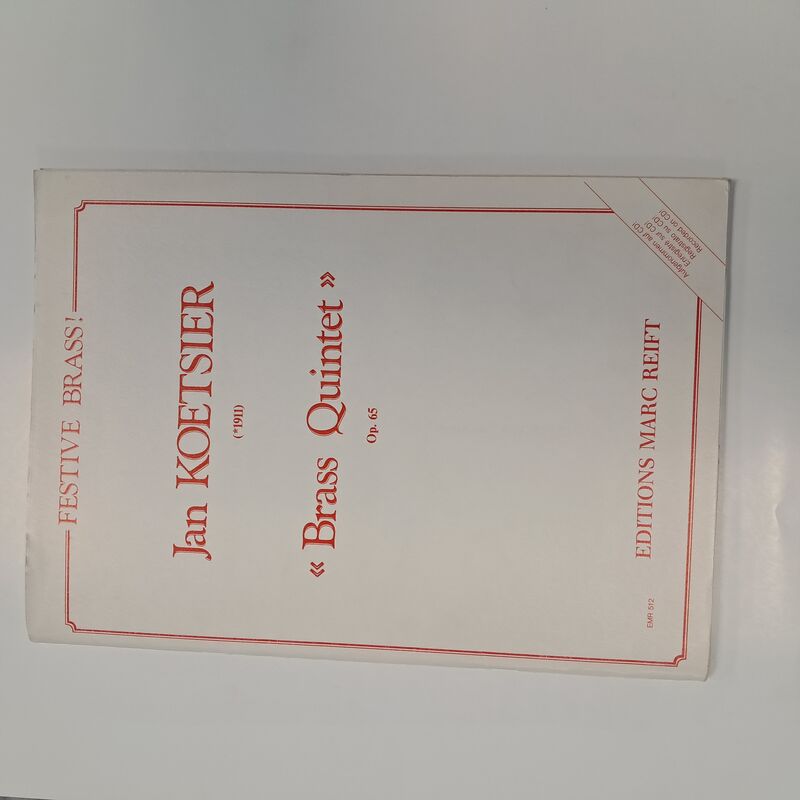 FESTIVE BRASS!
Jan KOETSIER
(*1911)
« Brass Quintet »
Op. 65
Aufgenommen auf CD!
Enregistré sur CD!
Registrato su CD!
Recorded on CD!
EDITIONS MARC REIFT
EMR 512